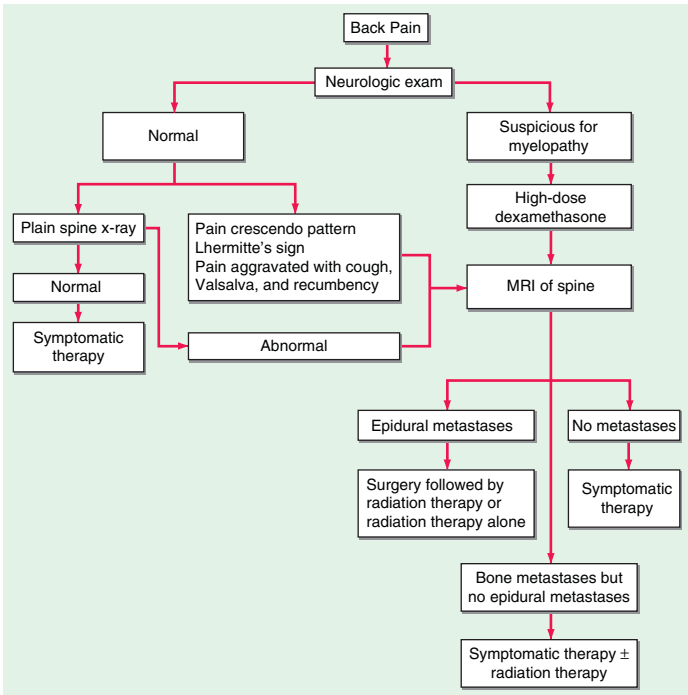 Back Pain
Neurologic exam
Normal
Suspicious for
myelopathy
High-dose
dexamethasone
Plain spine x-ray
Pain crescendo pattern
Lhermitte's sign
Pain aggravated with cough,
Valsalva, and recumbency
MRI of spine
Normal
Symptomatic
therapy
Abnormal
Epidural metastases
No metastases
Surgery followed by
radiation therapy or
radiation therapy alone
Symptomatic
therapy
Bone metastases but
no epidural metastases
Symptomatic therapy ±
radiation therapy